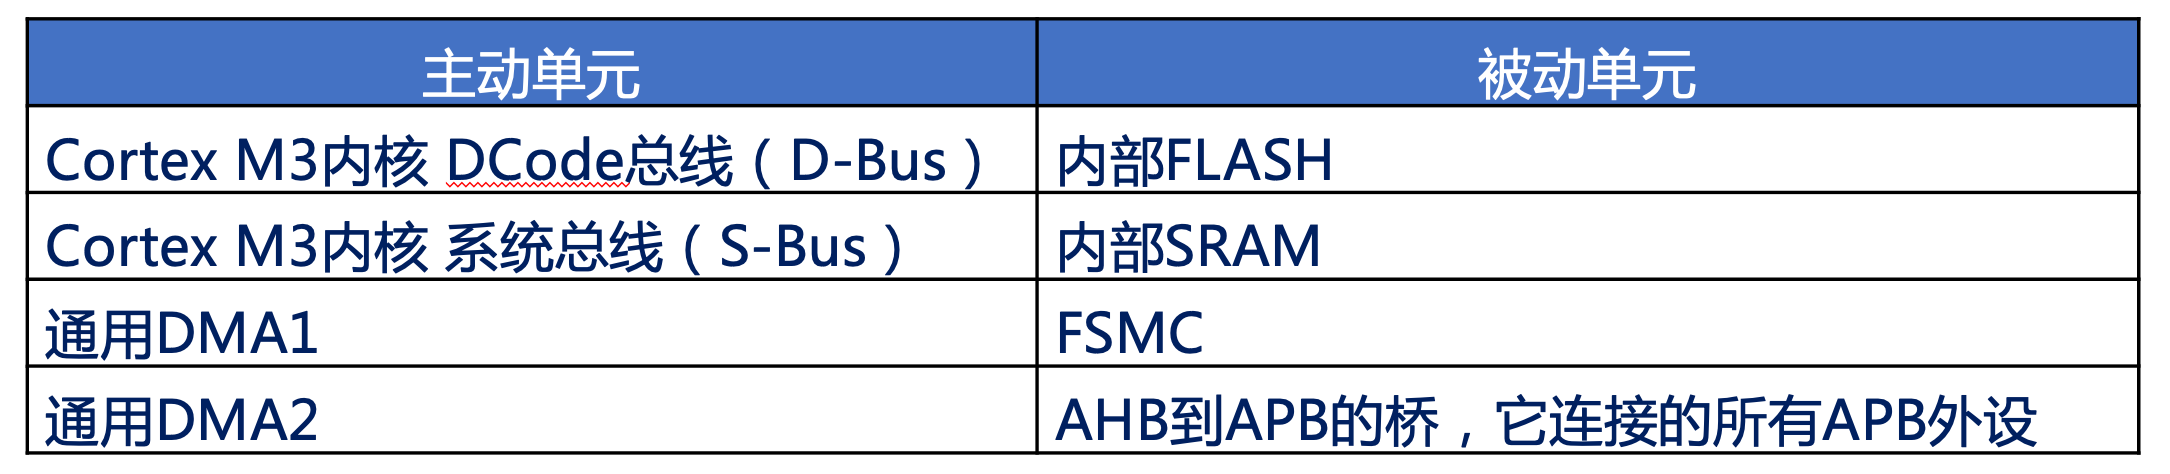 主动单元 被动单元
Cortex M3内核 DCode总线（D-Bus） 内部FLASH
Cortex M3内核 系统总线（S-Bus） 内部SRAM
通用DMA1 FSMC
通用DMA2 AHB到APB的桥，它连接的所有APB外设